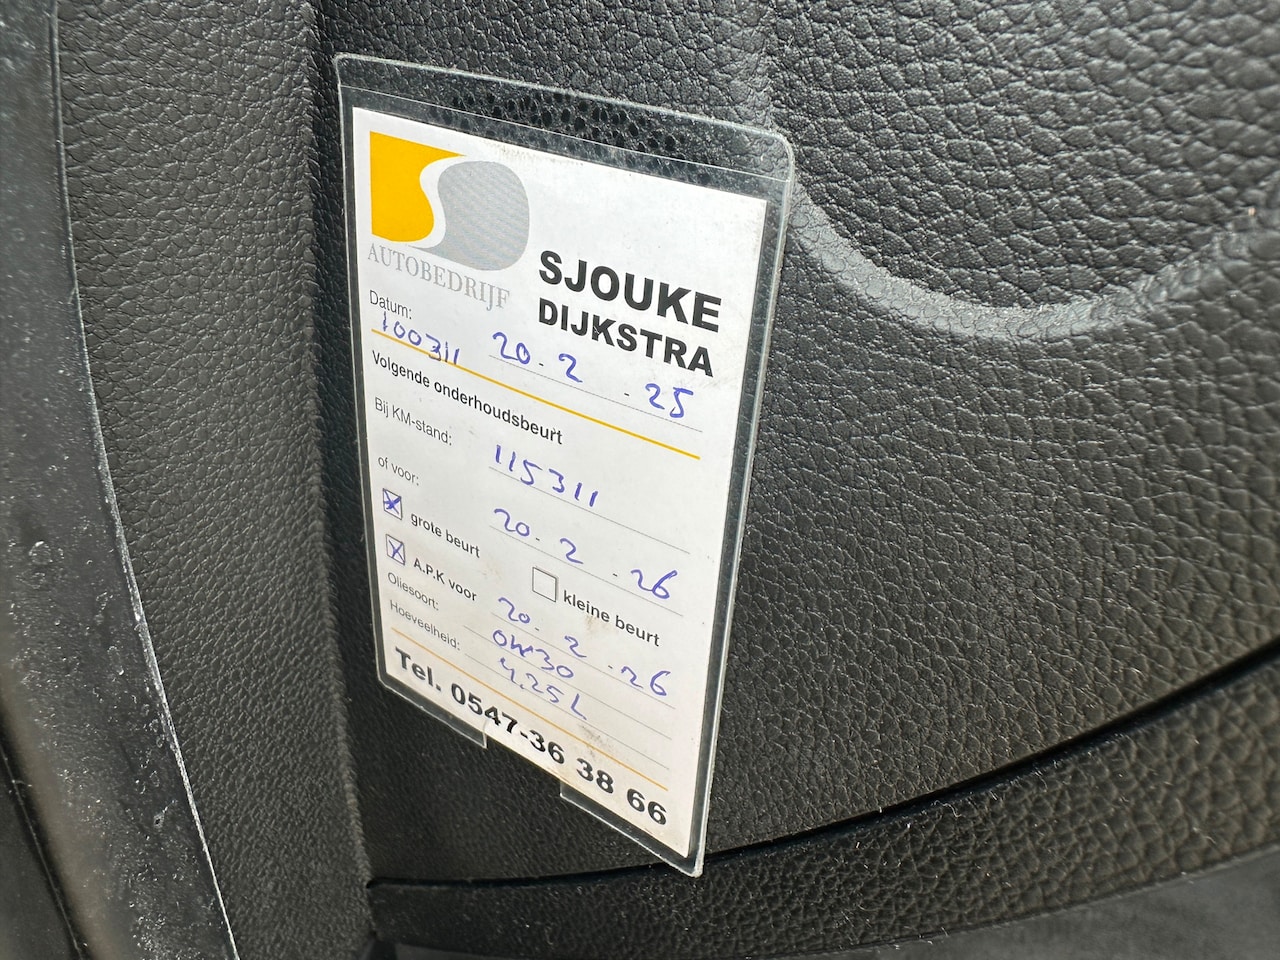 AUTOBEDRIJF
SJOUKE
DIJKSTRA
Datum: 20.2.25
100311
Volgende onderhoudsbeurt
Bij KM-stand: 115311
of voor: 20.2.26
grote beurt
kleine beurt
A.P.K voor 20.2.26
Oliesoort: 0W30
Hoeveelheid: 4,25L
Tel. 0547-36 38 66